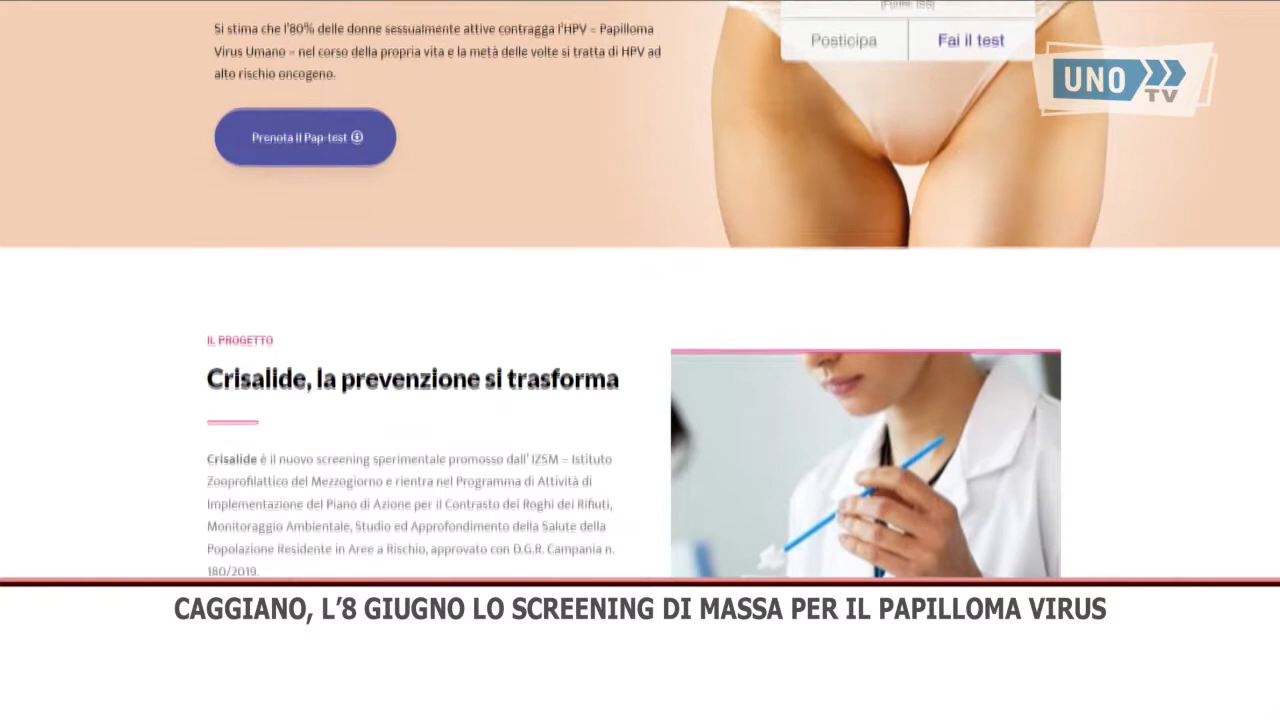 Si stima che l'80% delle donne sessualmente attive contragga l'HPV – Papilloma
Virus Umano – nel corso della propria vita e la metà delle volte si tratta di HPV ad
alto rischio oncogeno.
Posticipa
Fai il test
UNO
TV
Prenota il Pap-test
IL PROGETTO
Crisalide, la prevenzione si trasforma
Crisalide è il nuovo screening sperimentale promosso dall' IZSM – Istituto
Zooprofilattico del Mezzogiorno e rientra nel Programma di Attività di
Implementazione del Piano di Azione per il Contrasto dei Roghi dei Rifiuti,
Monitoraggio Ambientale, Studio ed Approfondimento della Salute della
Popolazione Residente in Aree a Rischio, approvato con D.G.R. Campania n.
180/2019.
CAGGIANO, L'8 GIUGNO LO SCREENING DI MASSA PER IL PAPILLOMA VIRUS